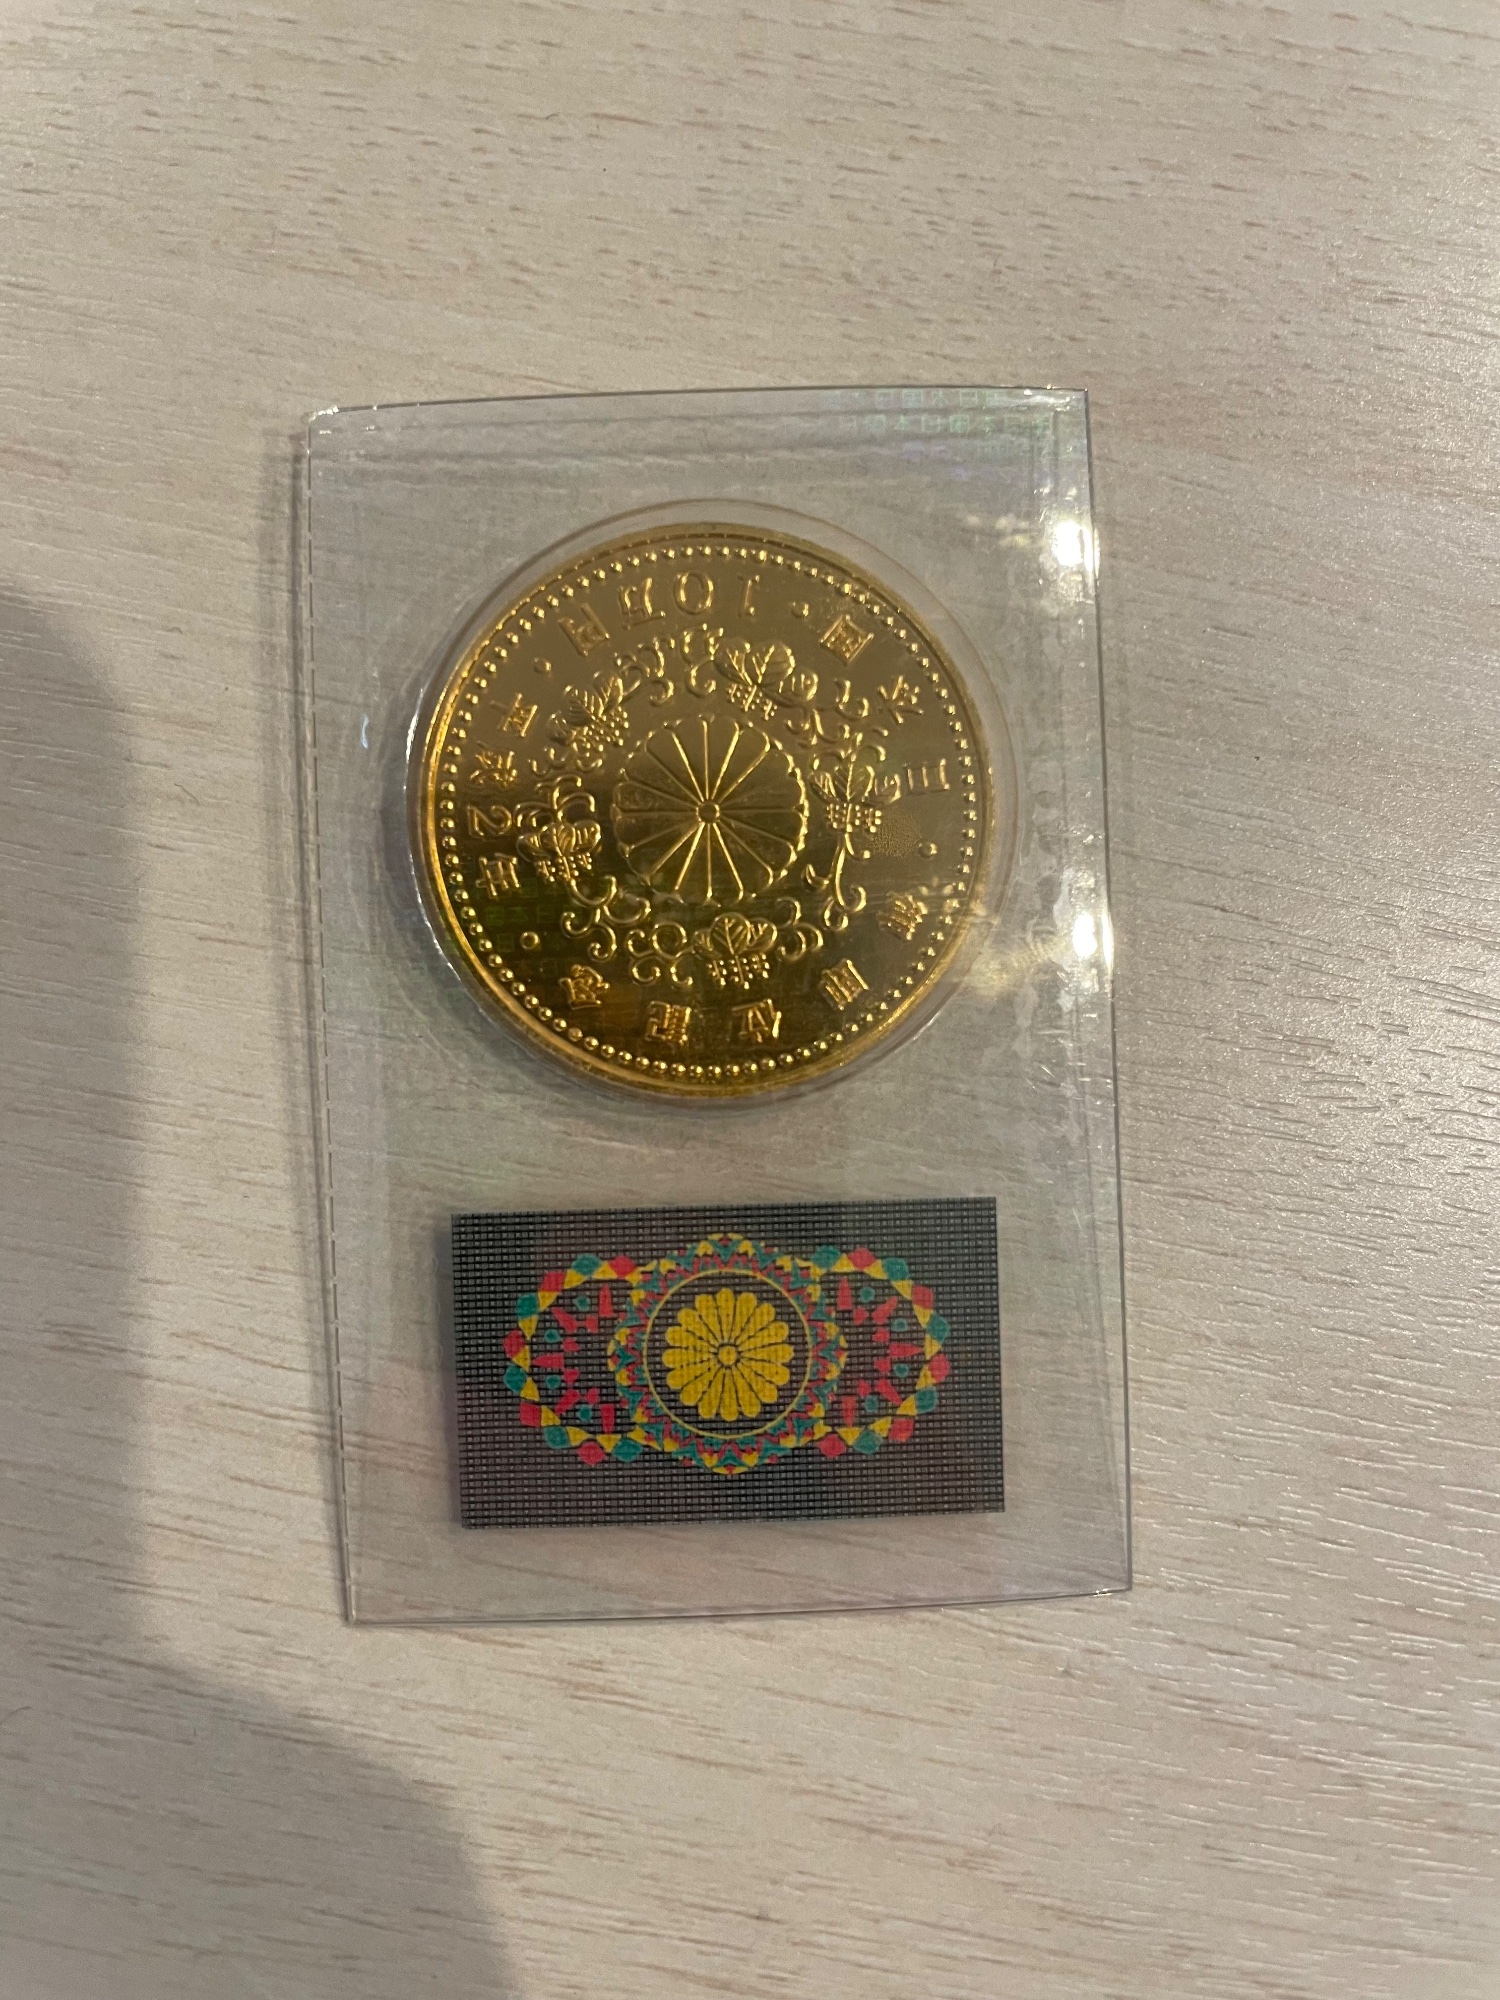 御即位記念
日本国・10万円・平成2年